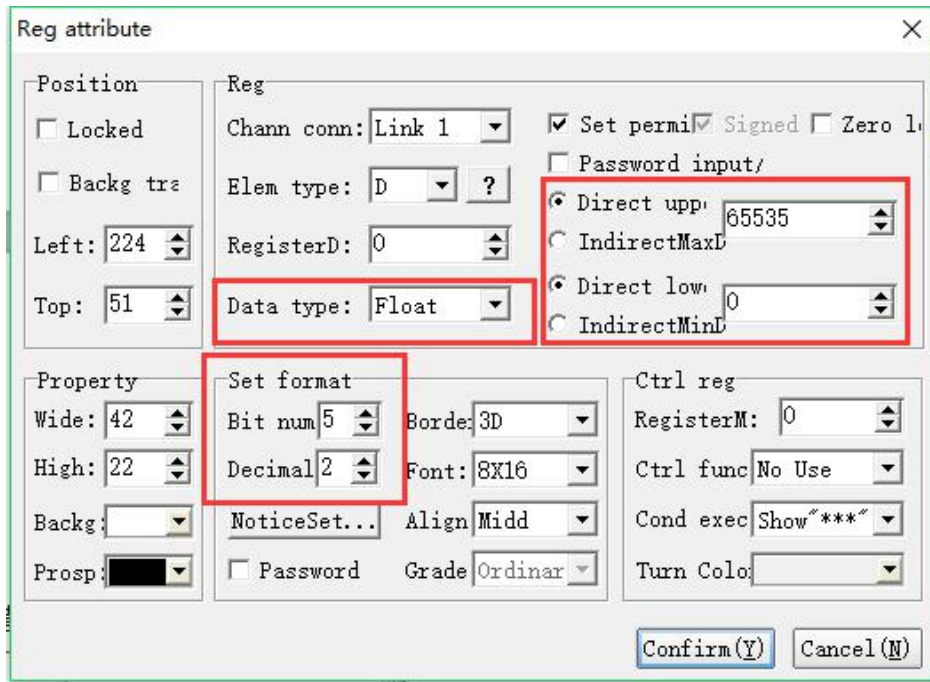 Reg attribute
Position
Locked
Backg tra
Left: 224
Top: 51
Reg
Chann conn: Link 1
Elem type: D ?
RegisterD: 0
Data type: Float
Set permi Signed Zero l
Password input/
Direct upp 65535
IndirectMaxD
Direct low 0
IndirectMinD
Property
Wide: 42
High: 22
Backg:
Prosp:
Set format
Bit num 5
Decimal 2
NoticeSet...
Password
Borde: 3D
Font: 8X16
Align Midd
Grade Ordinar
Ctrl reg
RegisterM: 0
Ctrl func No Use
Cond exec Show"***"
Turn Colo
Confirm(Y) Cancel(N)